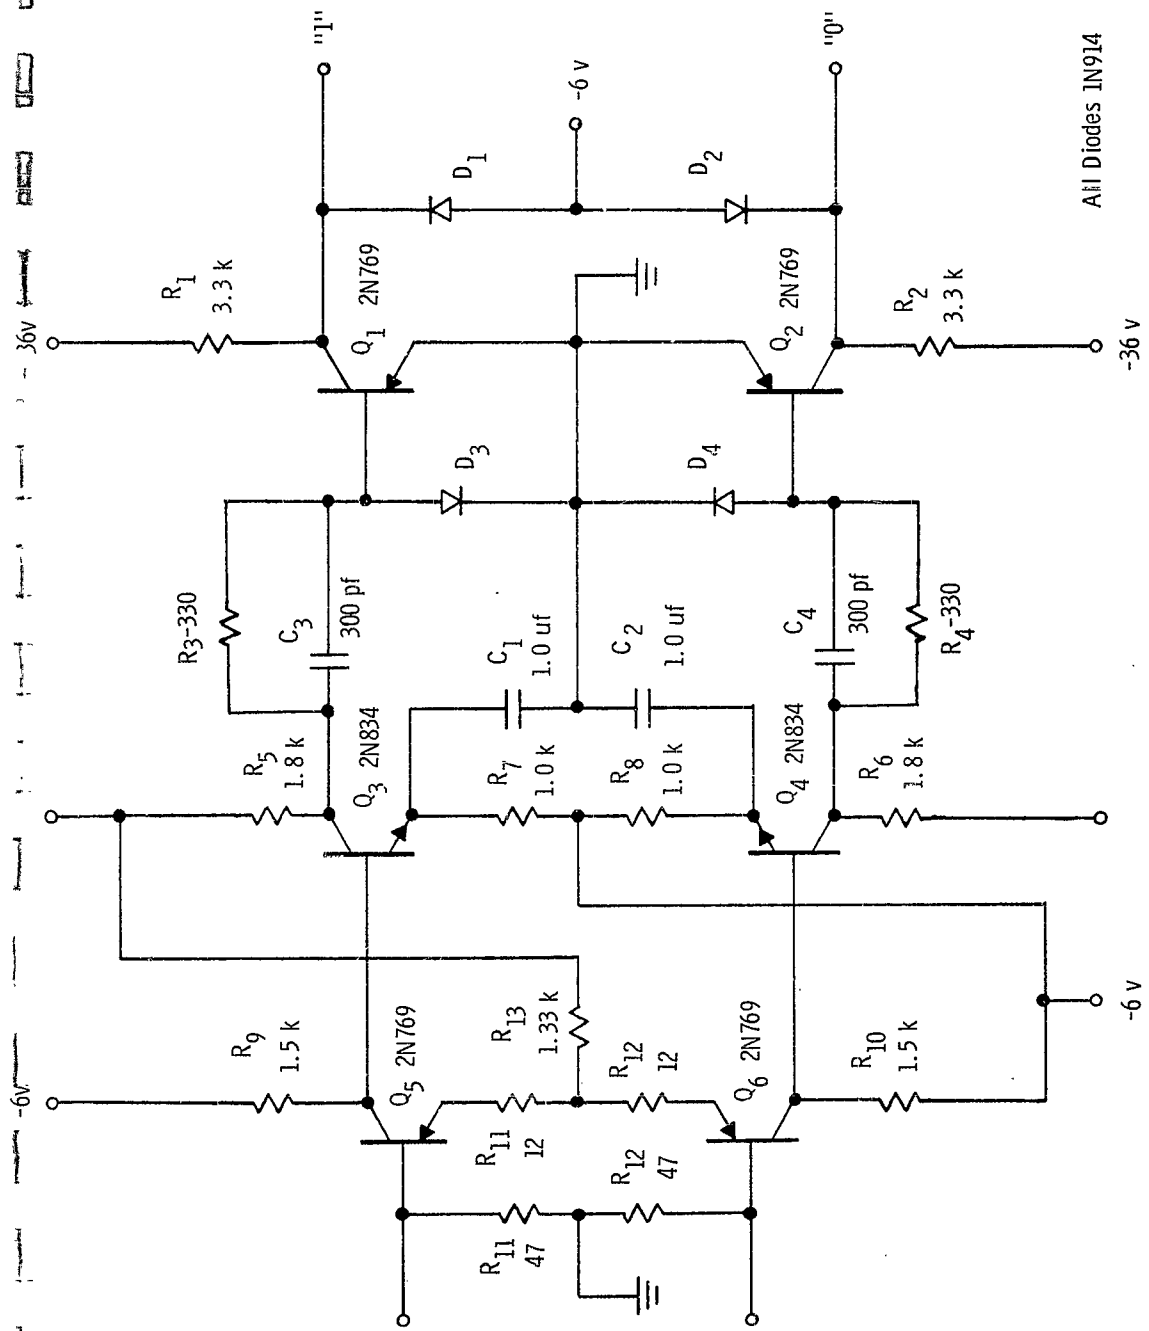 "1"
-6 v
"0"
All Diodes 1N914
D1
D2
R1
3.3 k
- 36v
Q1 2N769
Q2 2N769
R2
3.3 k
-36 v
D3
D4
R3-330
C3
300 pf
C1
1.0 uf
C2
1.0 uf
C4
300 pf
R4-330
R5
1.8 k
Q3 2N834
R7
1.0 k
R8
1.0 k
Q4 2N834
R6
1.8 k
R9
1.5 k
-6v
Q5 2N769
R13
1.33 k
R12
12
Q6 2N769
R10
1.5 k
-6 v
R11
12
R12
47
R11
47